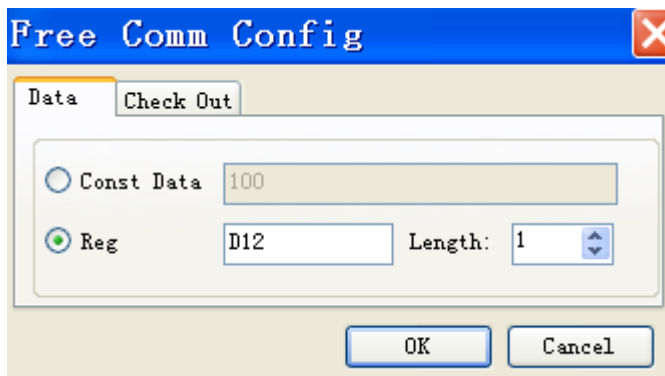 Free Comm Config
Data Check Out
Const Data 100
Reg D12 Length: 1
OK Cancel